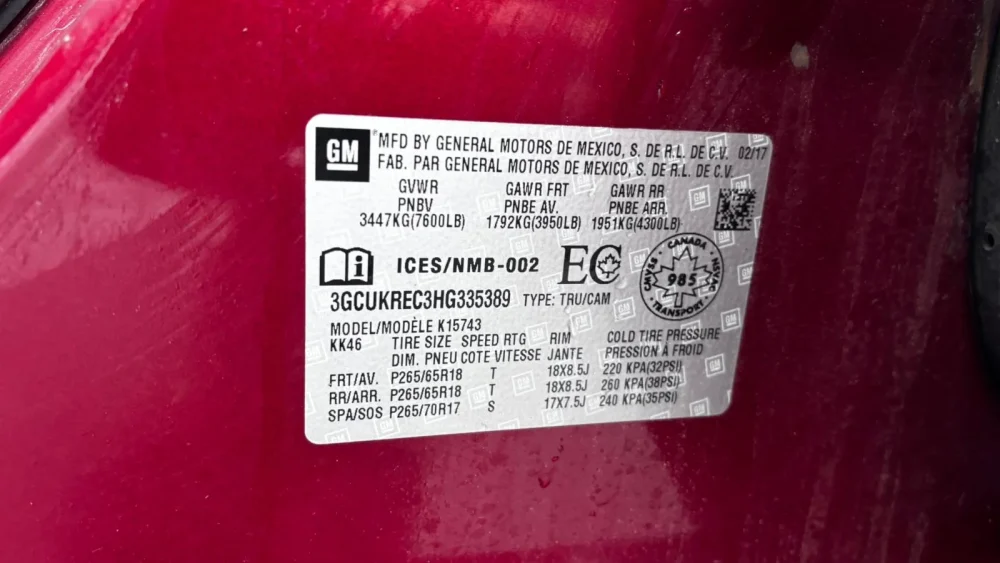 GM
*MFD BY GENERAL MOTORS DE MEXICO, S. DE R.L. DE C.V. 02/17
FAB. PAR GENERAL MOTORS DE MEXICO, S. DE R.L. DE C.V.
GVWR GAWR FRT GAWR RR
PNBV PNBE AV. PNBE ARR.
3447KG(7600LB) 1792KG(3950LB) 1951KG(4300LB)
ICES/NMB-002 EC
CANADA
985
TRANSPORT
SVMAC NSVAC
3GCUKREC3HG335389 TYPE: TRU/CAM
MODEL/MODÈLE K15743
KK46 TIRE SIZE SPEED RTG RIM COLD TIRE PRESSURE
DIM. PNEU COTE VITESSE JANTE PRESSION À FROID
FRT/AV. P265/65R18 T 18X8.5J 220 KPA(32PSI)
RR/ARR. P265/65R18 T 18X8.5J 260 KPA(38PSI)
SPA/SOS P265/70R17 S 17X7.5J 240 KPA(35PSI)